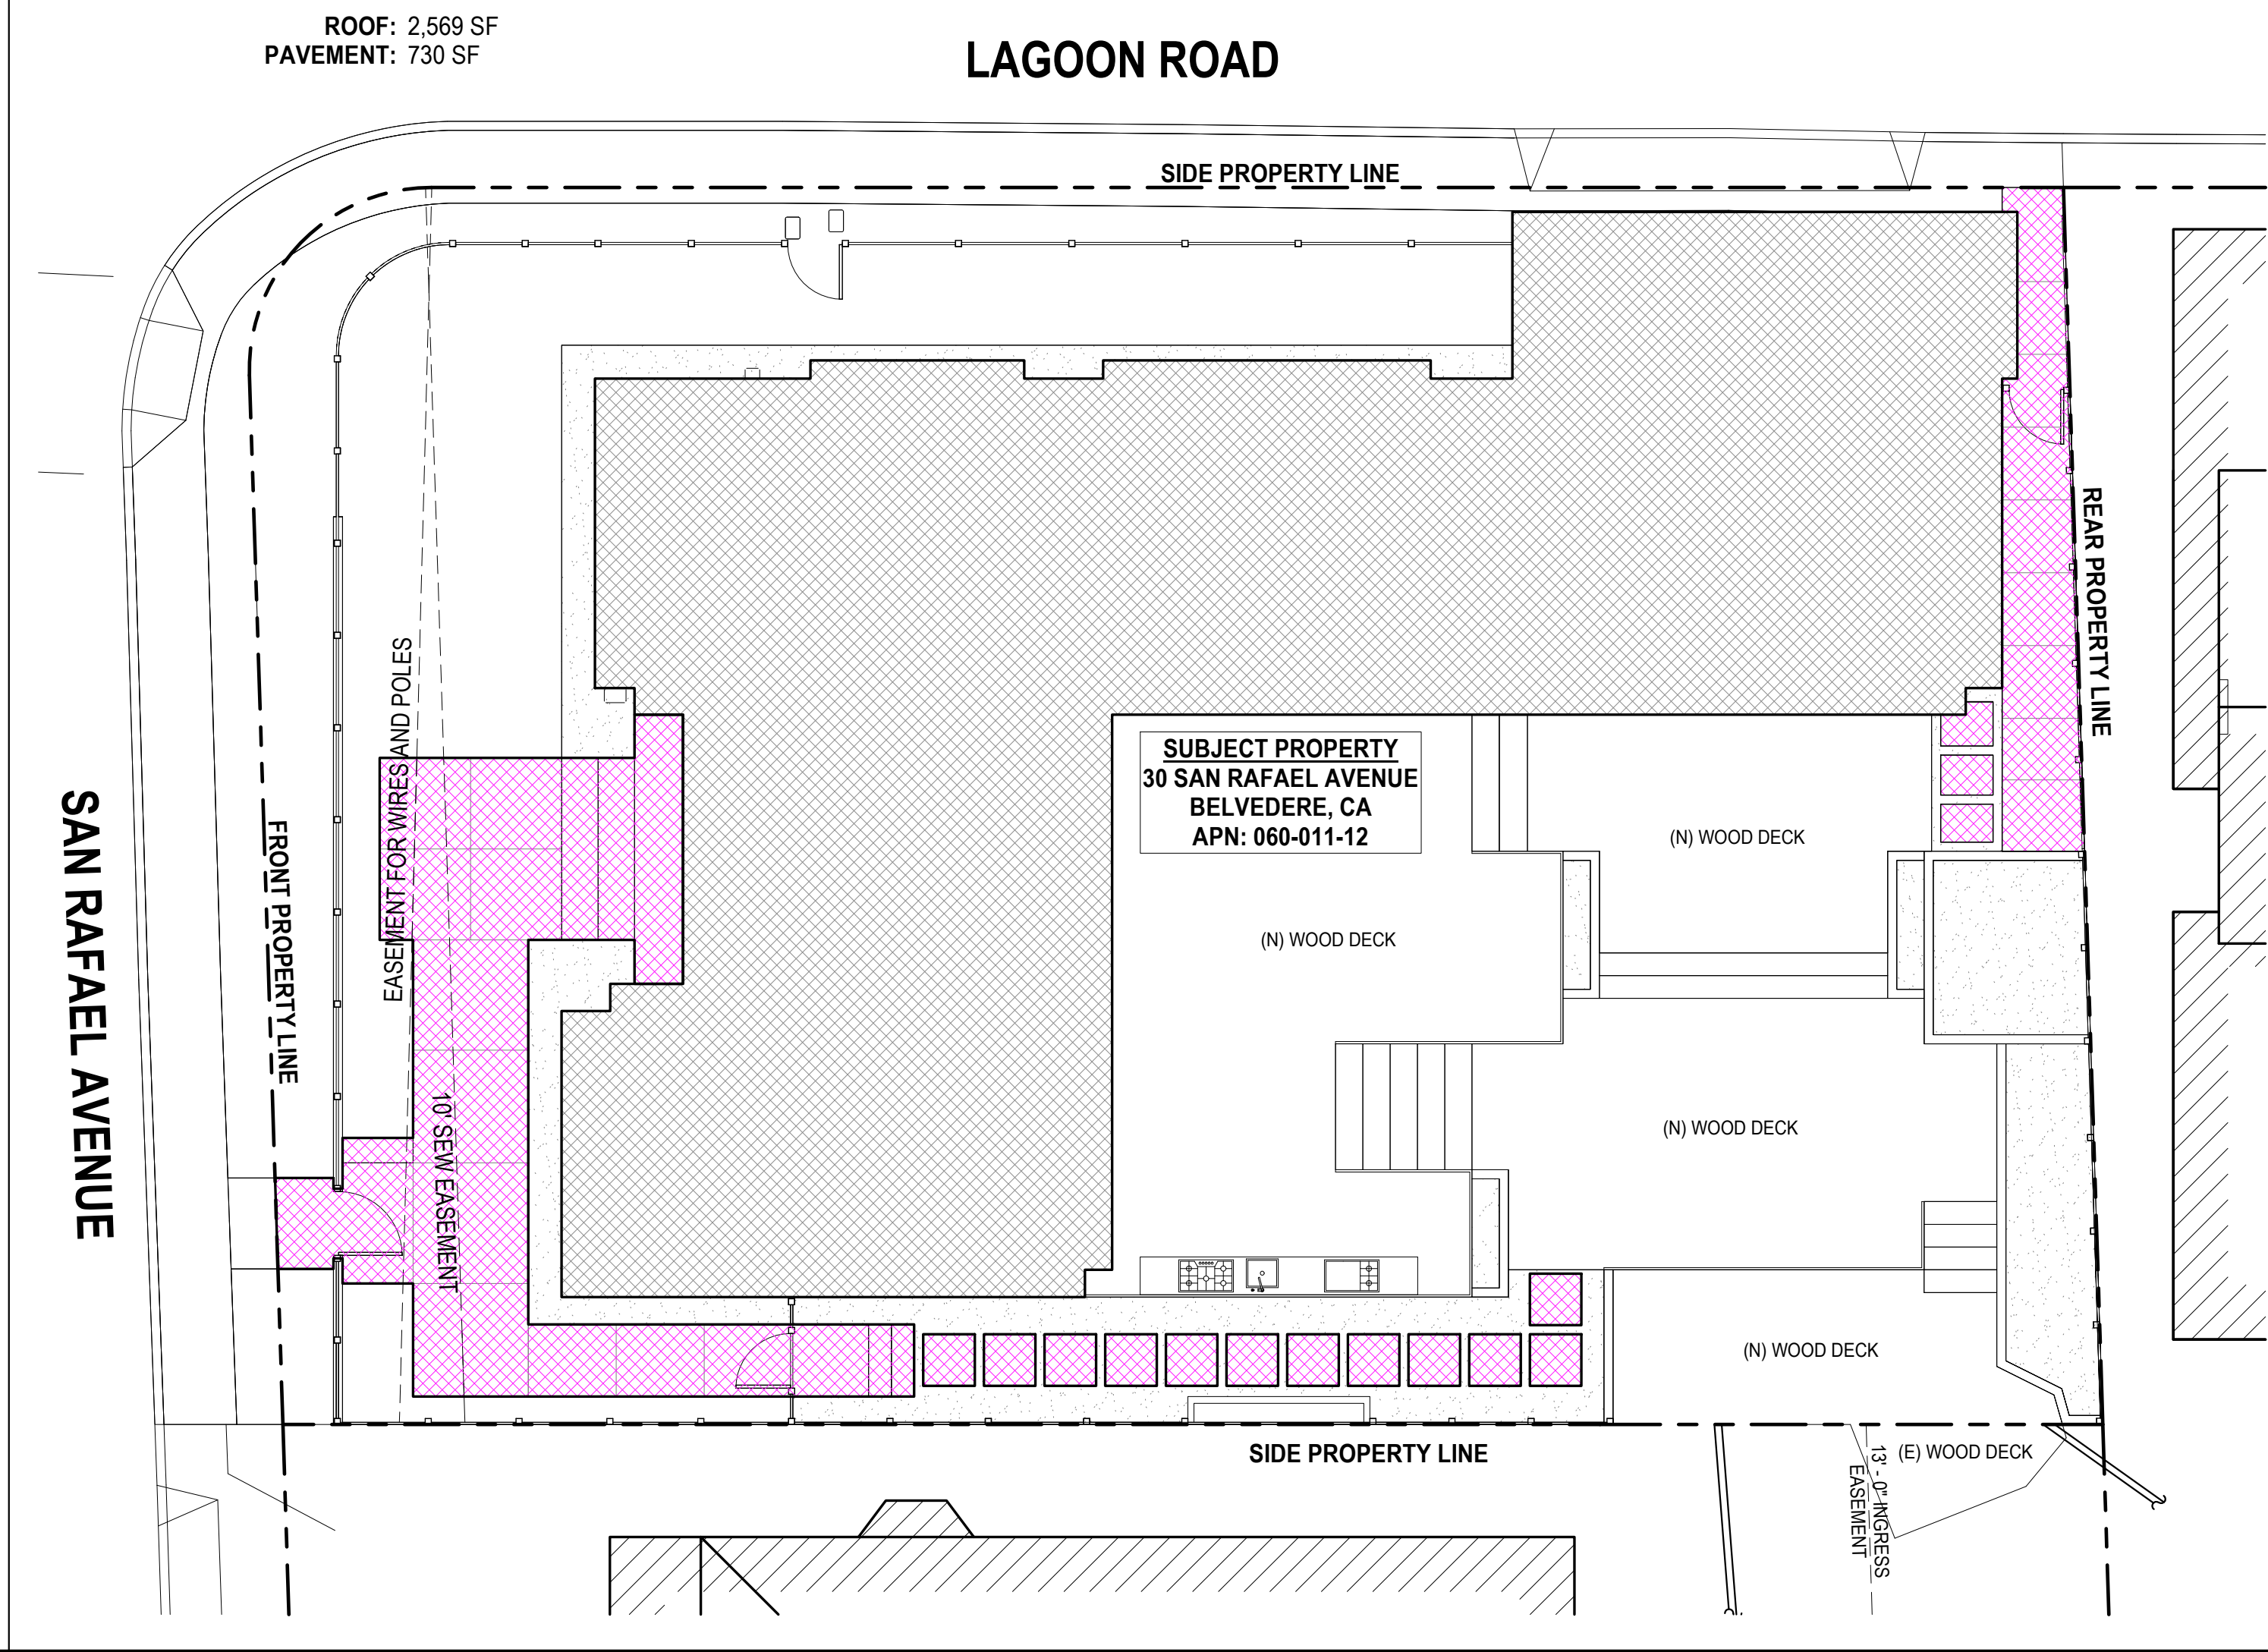 ROOF: 2,569 SF
PAVEMENT: 730 SF
LAGOON ROAD
SIDE PROPERTY LINE
REAR PROPERTY LINE
EASEMENT FOR WIRES AND POLES
SUBJECT PROPERTY
30 SAN RAFAEL AVENUE
BELVEDERE, CA
APN: 060-011-12
(N) WOOD DECK
(N) WOOD DECK
SAN RAFAEL AVENUE
FRONT PROPERTY LINE
10' SEW EASEMENT
(N) WOOD DECK
(N) WOOD DECK
SIDE PROPERTY LINE
13' - 0" INGRESS
EASEMENT
(E) WOOD DECK